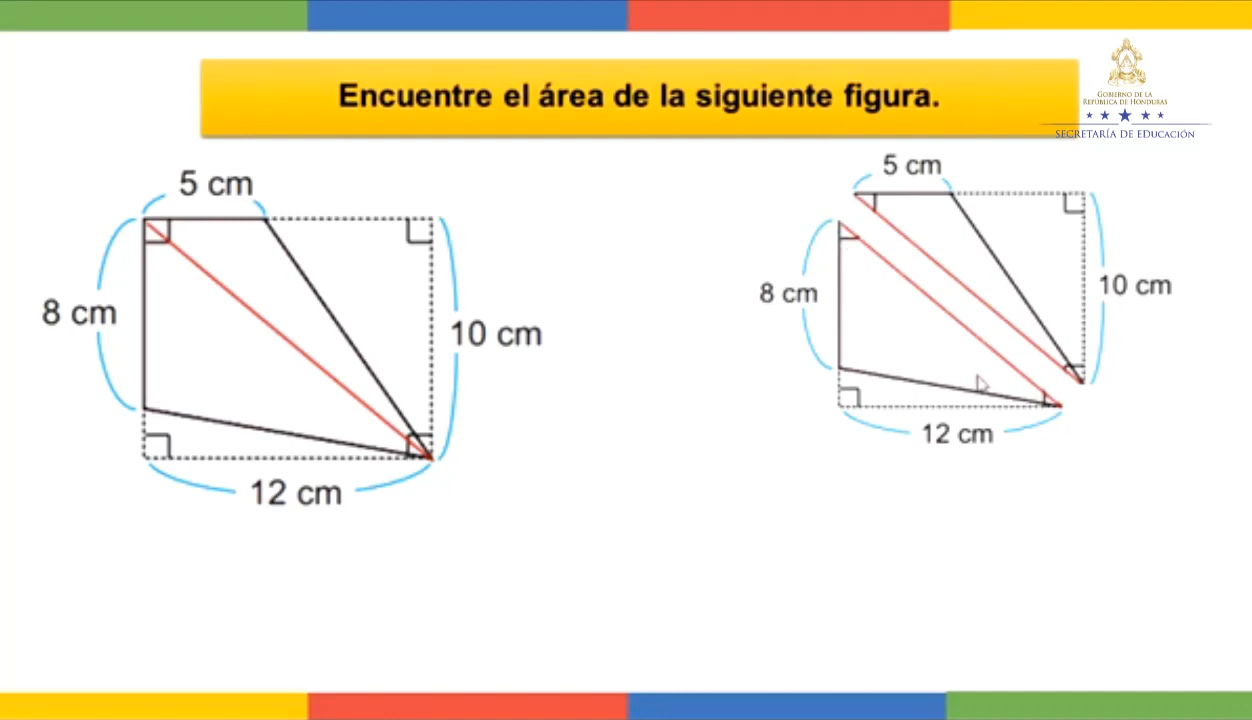 Encuentre el área de la siguiente figura.
GOBIERNO DE LA
REPÚBLICA DE HONDURAS
SECRETARÍA DE EDUCACIÓN
5 cm
8 cm
10 cm
12 cm
5 cm
8 cm
10 cm
12 cm